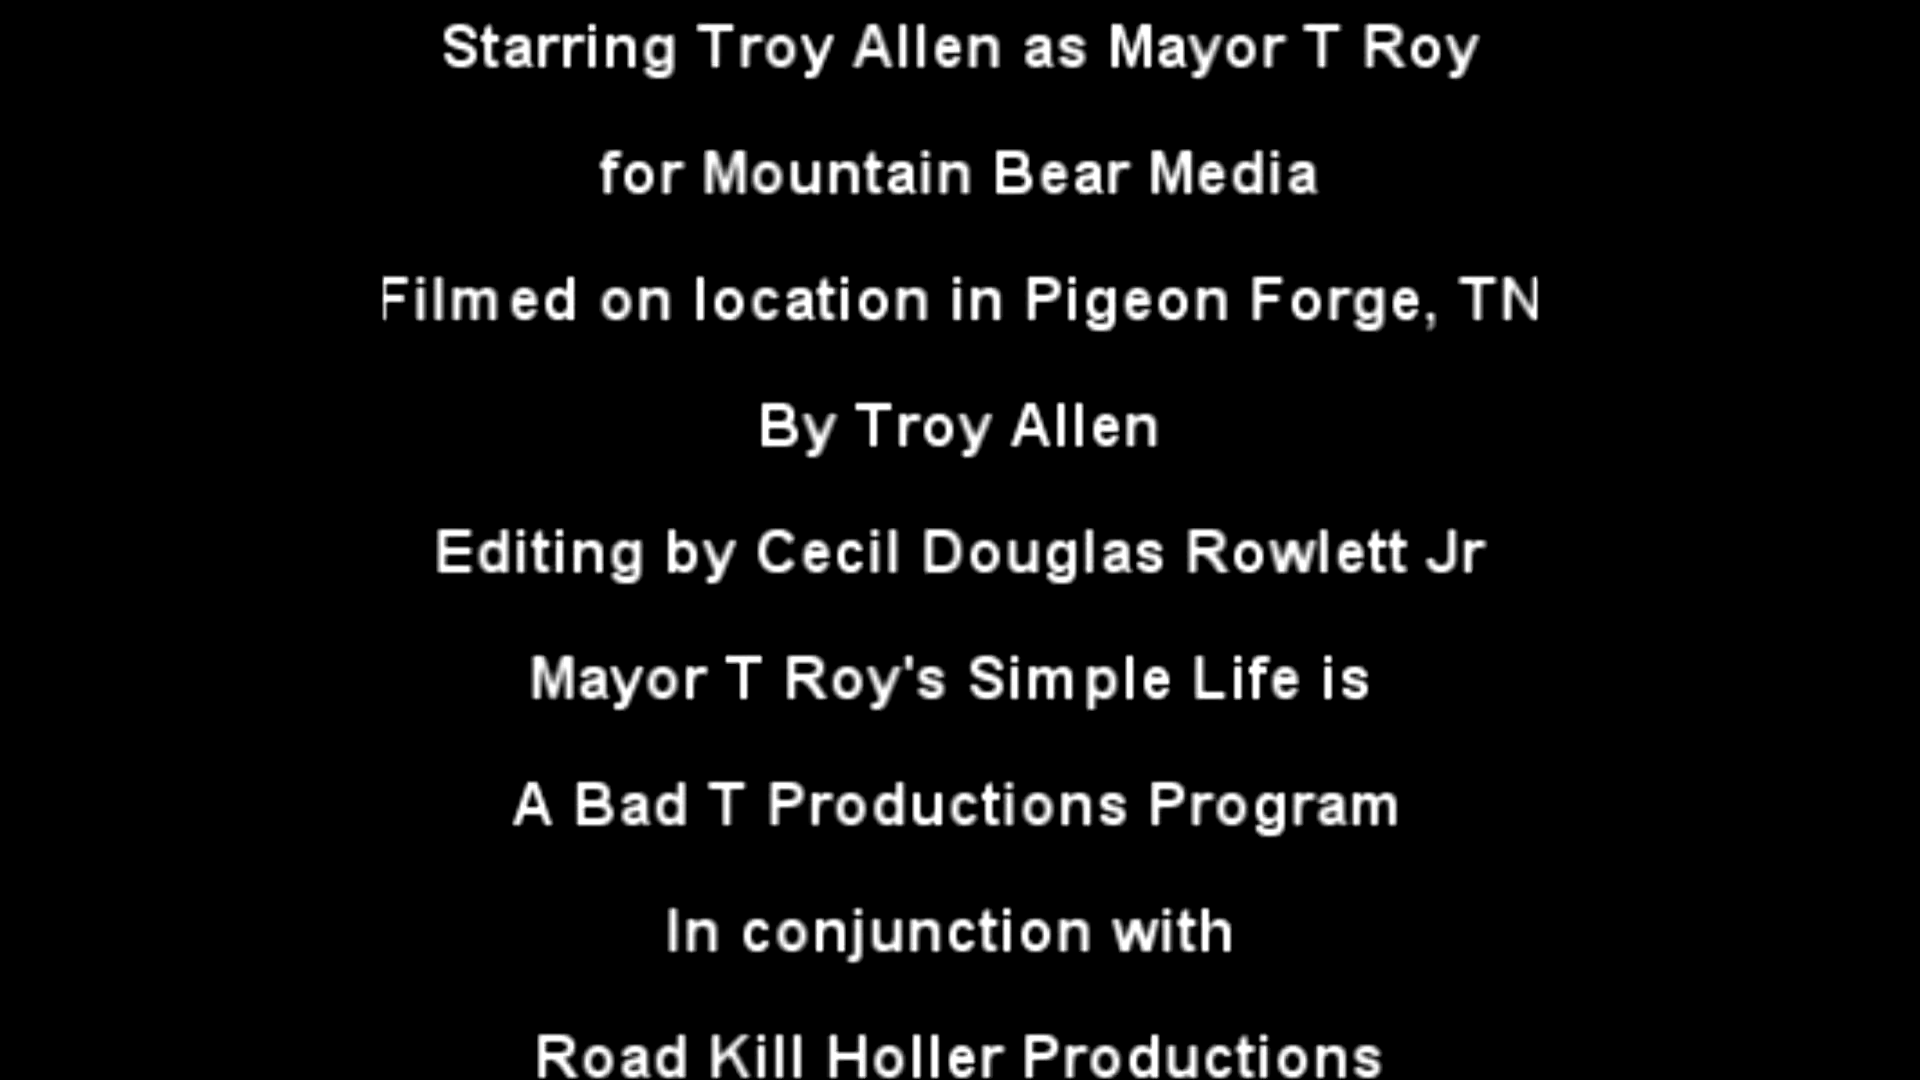 Starring Troy Allen as Mayor T Roy
for Mountain Bear Media
Filmed on location in Pigeon Forge, TN
By Troy Allen
Editing by Cecil Douglas Rowlett Jr
Mayor T Roy's Simple Life is
A Bad T Productions Program
In conjunction with
Road Kill Holler Productions